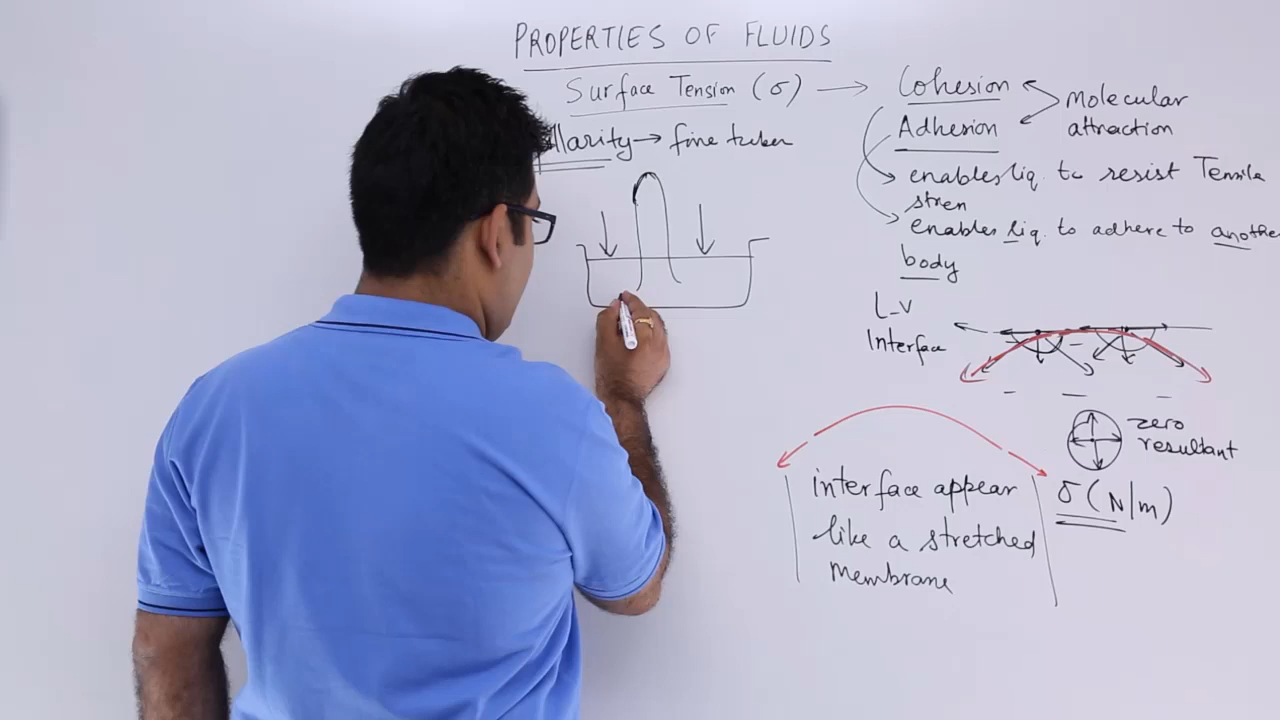 PROPERTIES OF FLUIDS
Surface Tension (σ) → Cohesion
Adhesion
Molecular
attraction
llarity → fine tuber
enables liq. to resist Tensile
stren
enables liq. to adhere to another
body
L-V
Interface
zero
resultant
σ (N/m)
interface appear
like a stretched
membrane